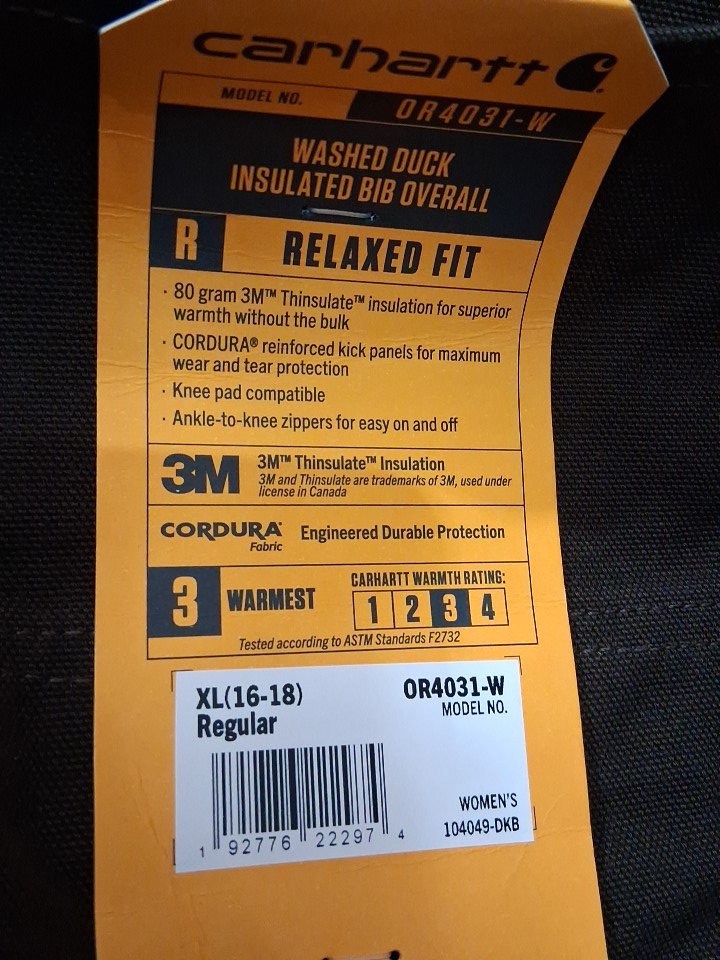 carhartt
MODEL NO. OR4031-W
WASHED DUCK
INSULATED BIB OVERALL
R RELAXED FIT
· 80 gram 3M™ Thinsulate™ insulation for superior
warmth without the bulk
· CORDURA® reinforced kick panels for maximum
wear and tear protection
· Knee pad compatible
· Ankle-to-knee zippers for easy on and off
3M 3M™ Thinsulate™ Insulation
3M and Thinsulate are trademarks of 3M, used under
license in Canada
CORDURA® Engineered Durable Protection
Fabric
CARHARTT WARMTH RATING:
3 WARMEST 1 2 3 4
Tested according to ASTM Standards F2732
XL(16-18) OR4031-W
Regular MODEL NO.
WOMEN'S
104049-DKB
1 92776 22297 4